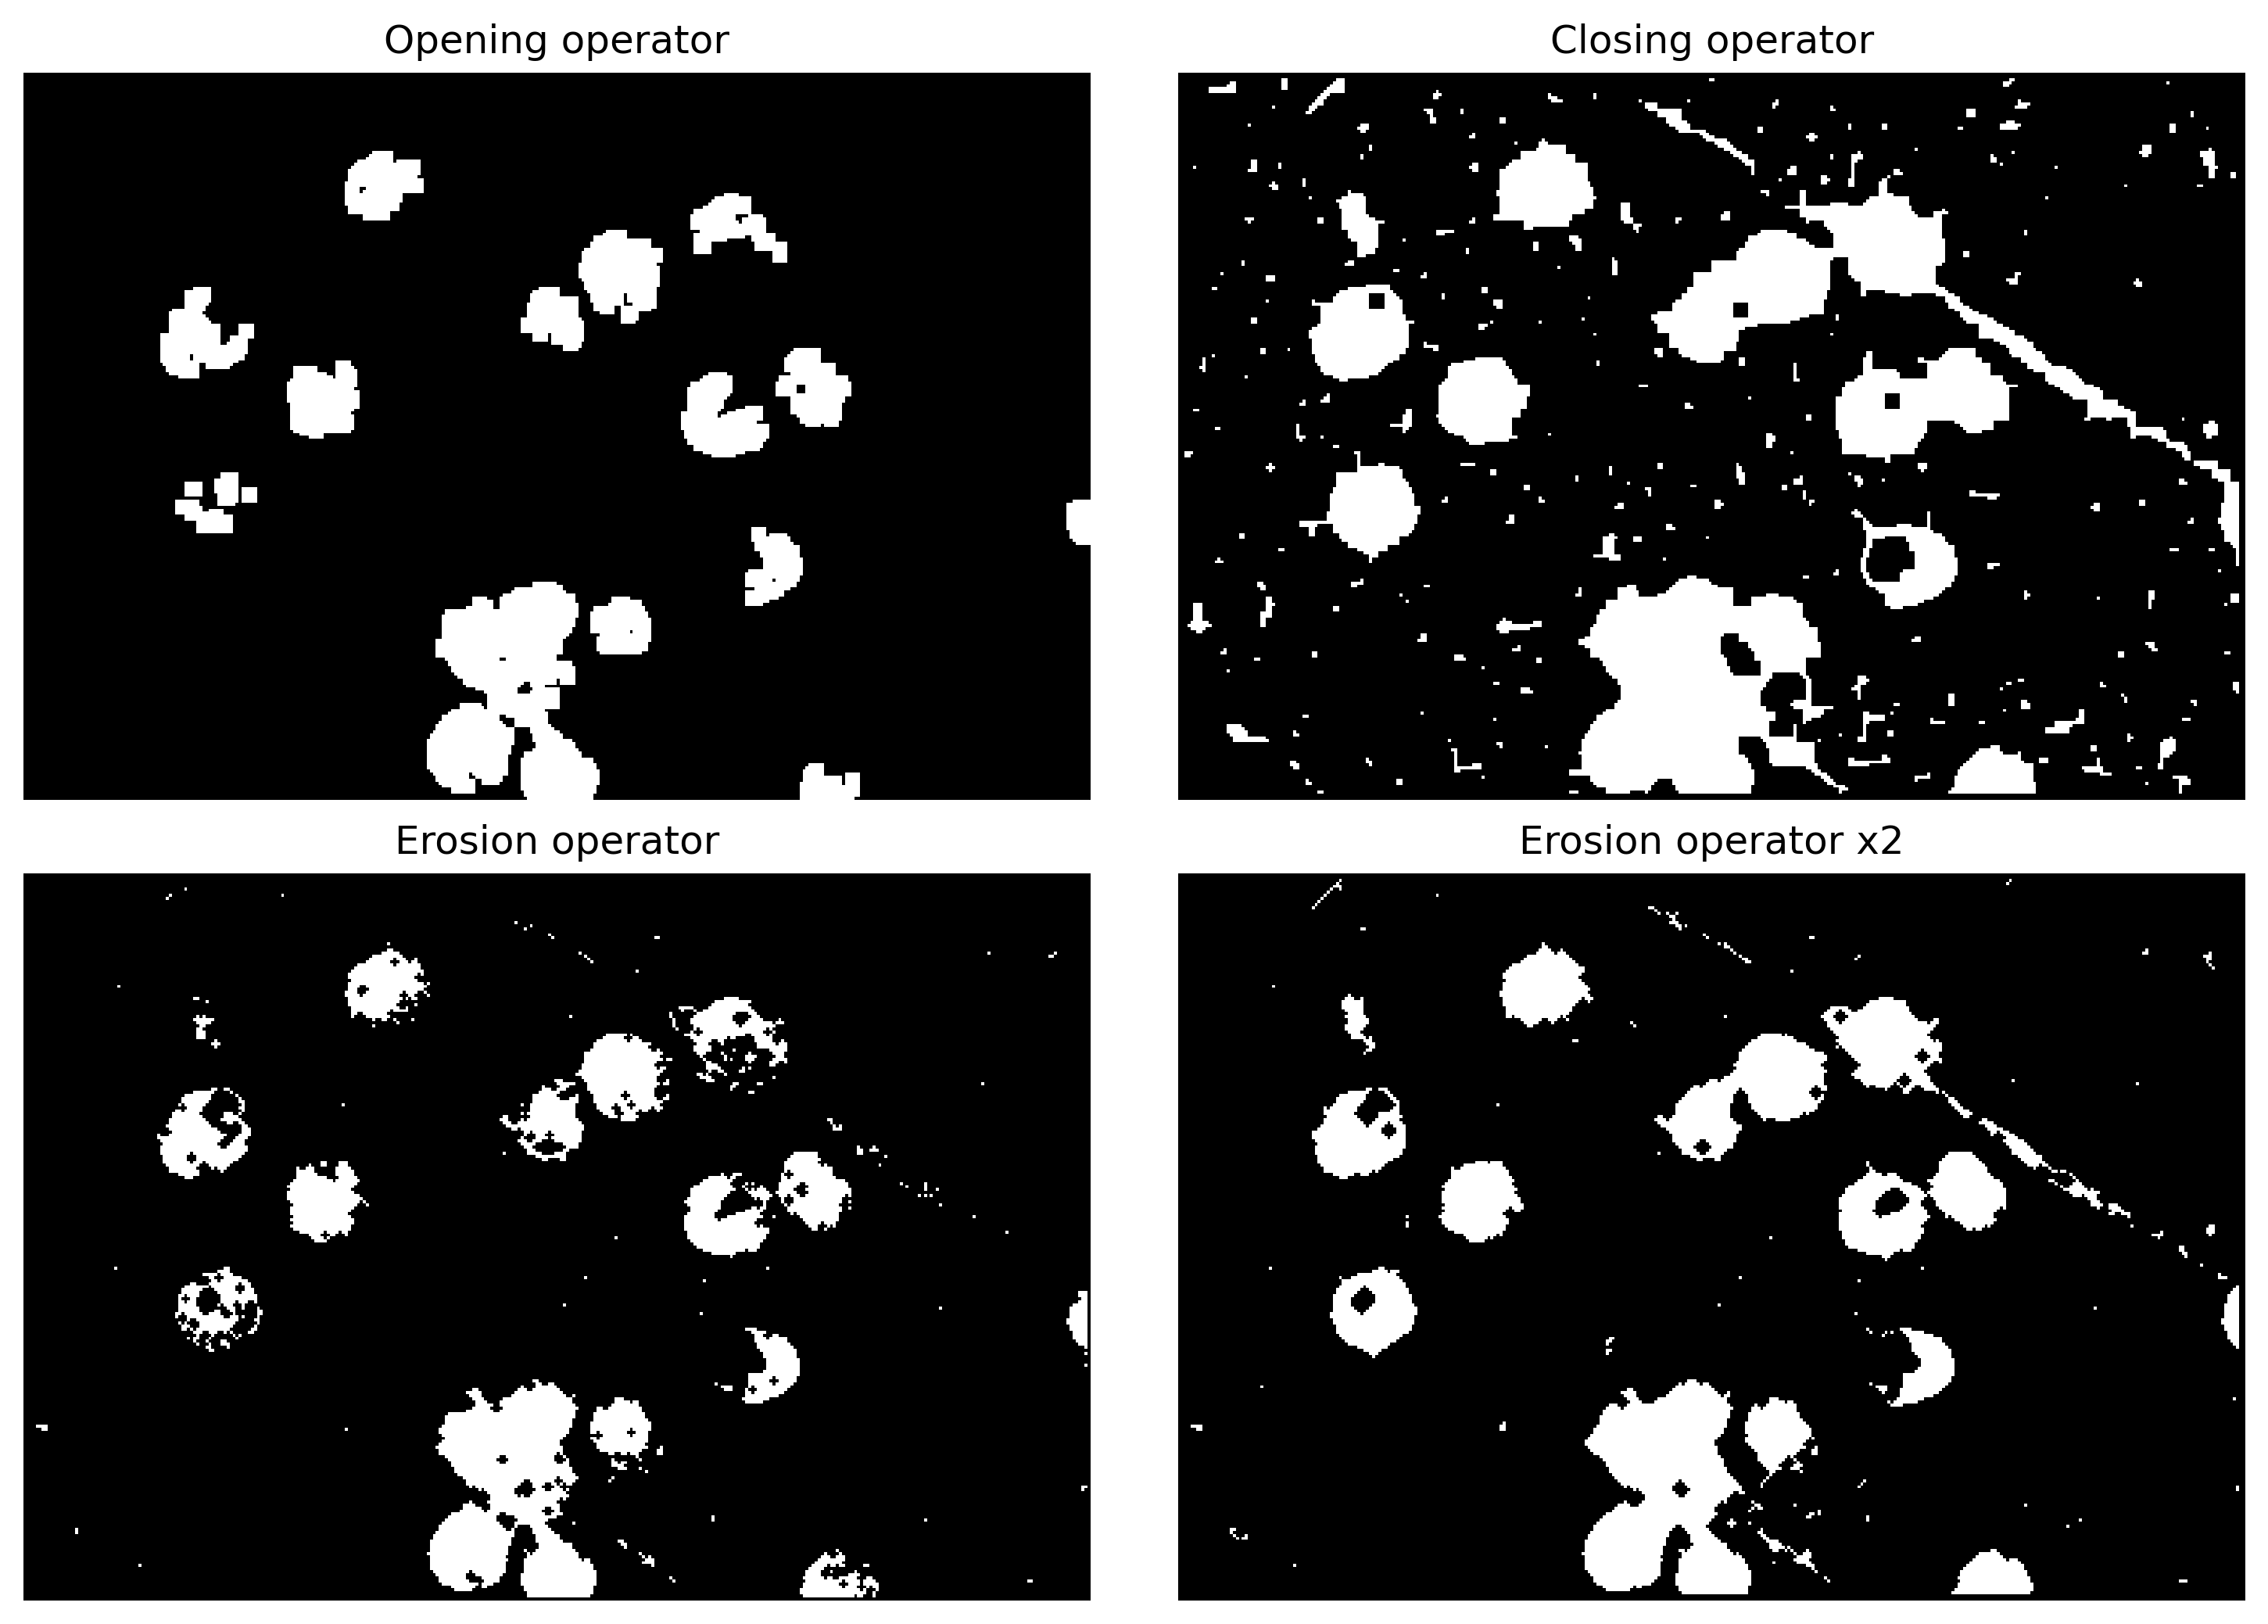 Opening operator
Closing operator
Erosion operator
Erosion operator x2